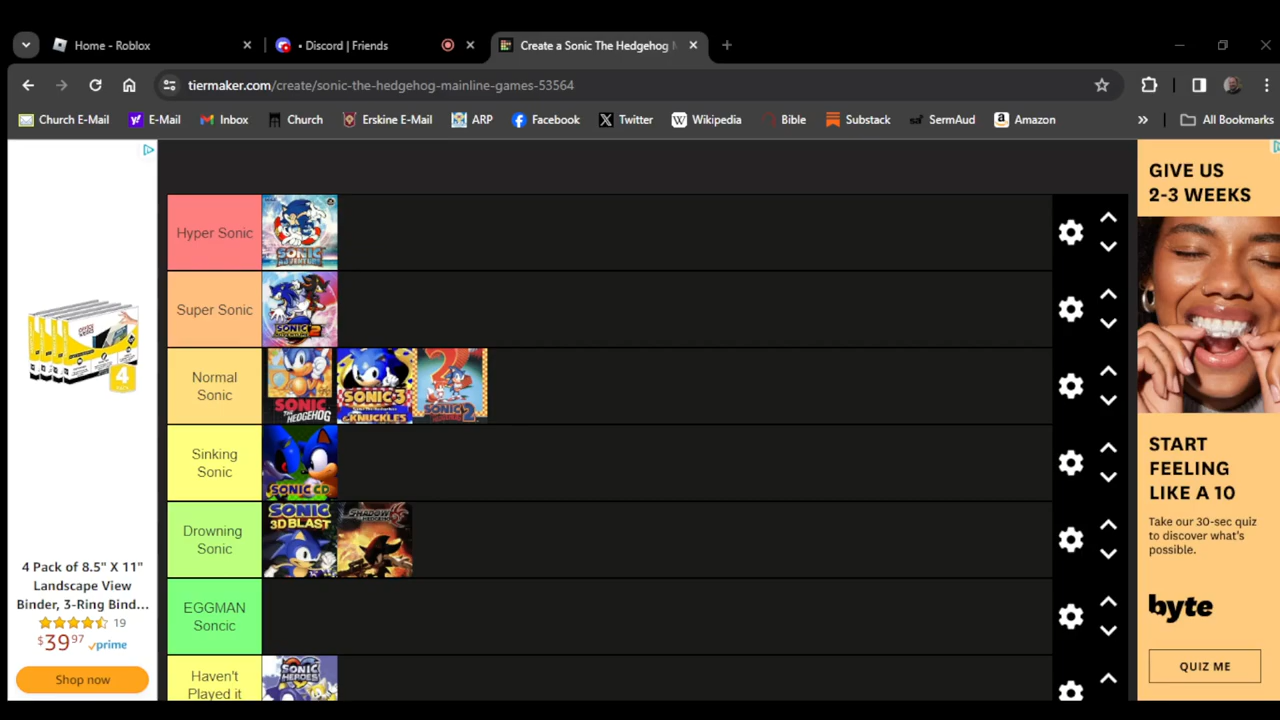 Home - Roblox
• Discord | Friends
Create a Sonic The Hedgehog
tiermaker.com/create/sonic-the-hedgehog-mainline-games-53564
Church E-Mail
E-Mail
Inbox
Church
Erskine E-Mail
ARP
Facebook
Twitter
Wikipedia
Bible
Substack
SermAud
Amazon
»
All Bookmarks
Hyper Sonic
SONIC
ADVENTURE
Super Sonic
SONIC
2
Normal
Sonic
SONIC
THE HEDGEHOG
SONIC 3
KNUCKLES
2
SONIC
2
Sinking
Sonic
SONIC CD
Drowning
Sonic
SONIC
3D BLAST
SHADOW
EGGMAN
Soncic
Haven't
Played it
SONIC
HEROES
4
4 Pack of 8.5" X 11"
Landscape View
Binder, 3-Ring Bind...
19
$39 97 prime
Shop now
GIVE US
2-3 WEEKS
START
FEELING
LIKE A 10
Take our 30-sec quiz
to discover what's
possible.
byte
QUIZ ME